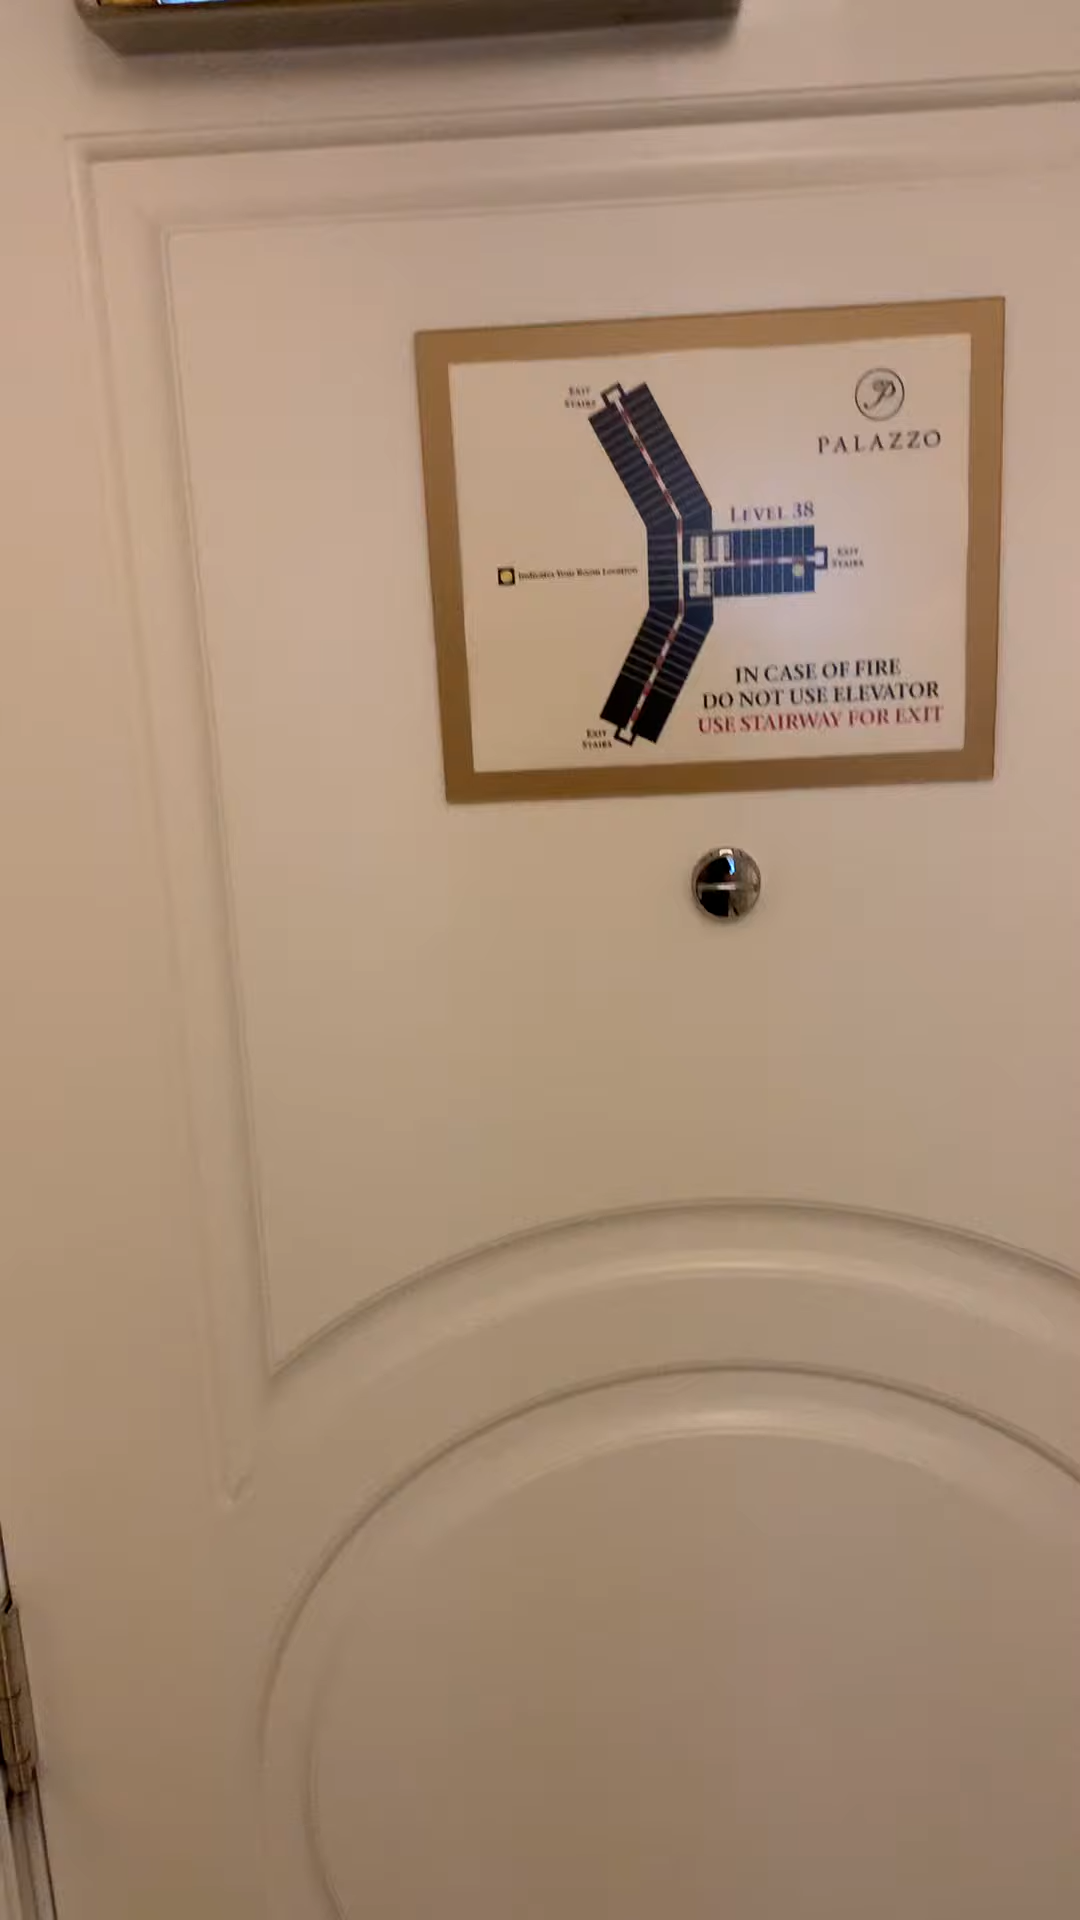 EXIT
STAIRS
P
PALAZZO
LEVEL 38
EXIT
STAIRS
Indicates Your Room Location
IN CASE OF FIRE
DO NOT USE ELEVATOR
USE STAIRWAY FOR EXIT
EXIT
STAIRS